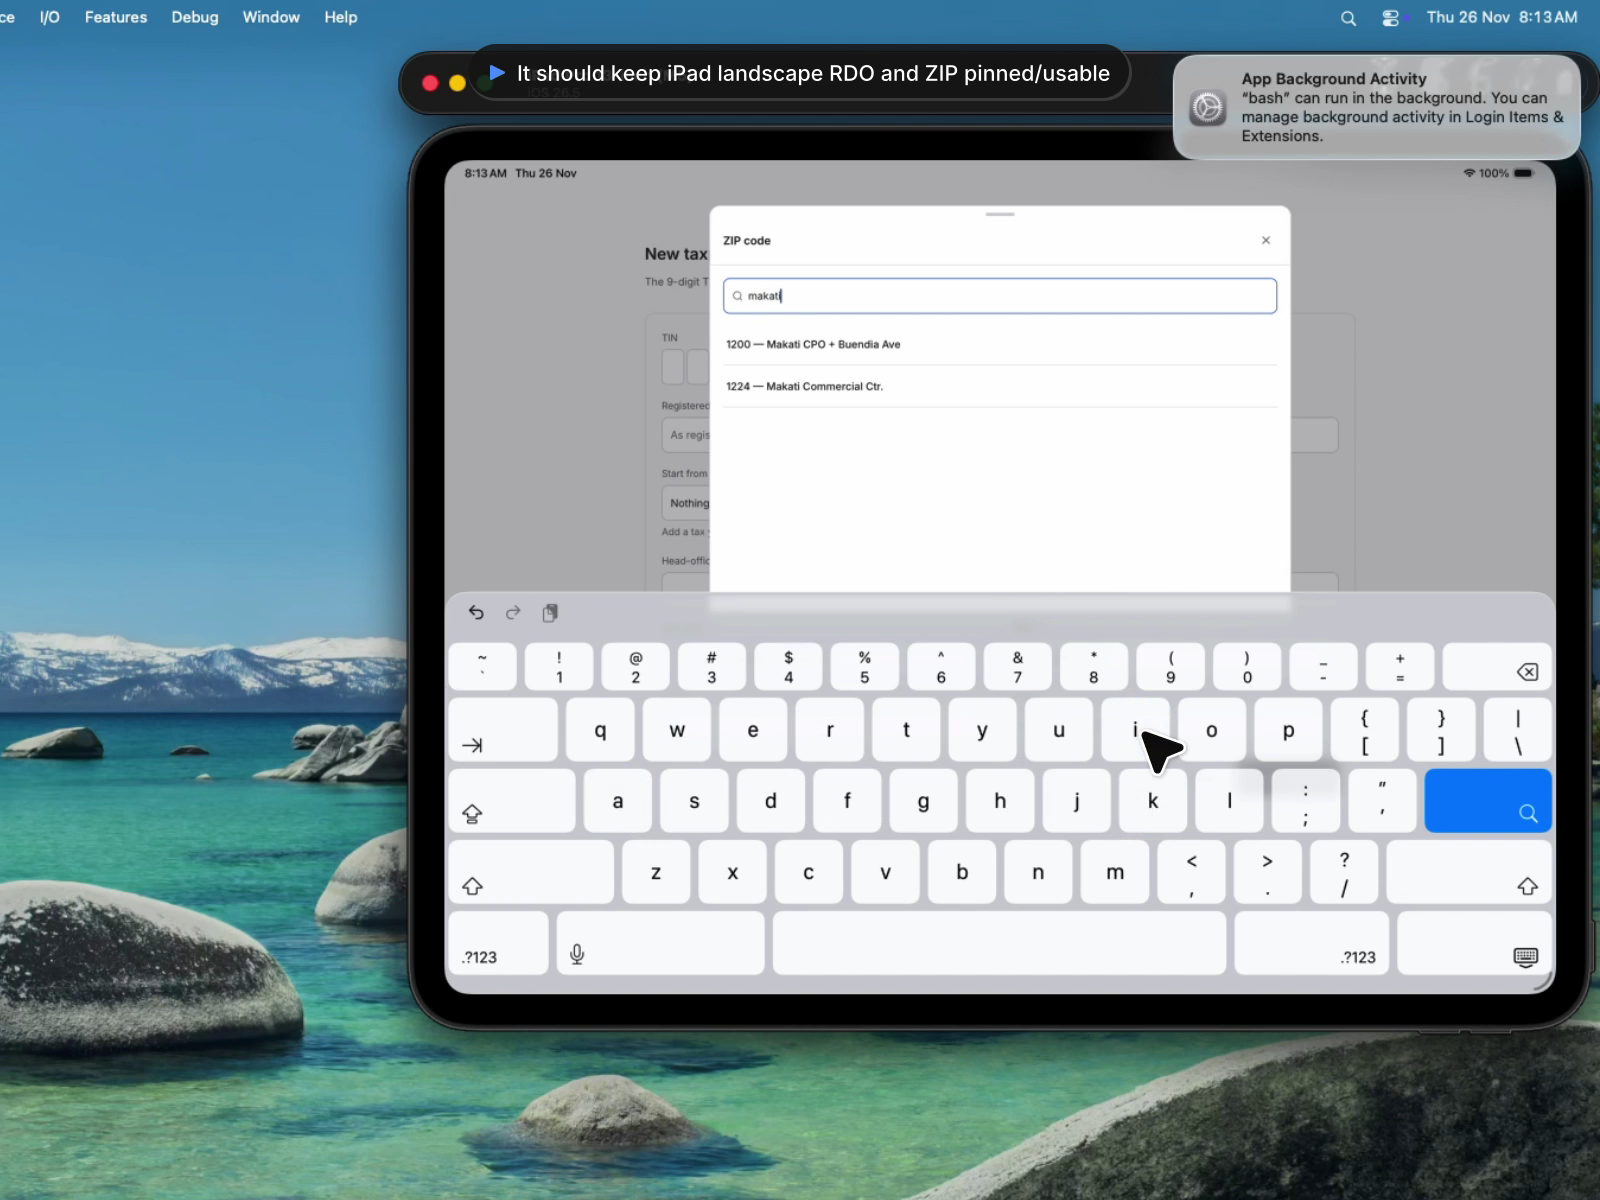 ce I/O Features Debug Window Help
Thu 26 Nov 8:13 AM
It should keep iPad landscape RDO and ZIP pinned/usable
iOS 26.5
App Background Activity
“bash” can run in the background. You can
manage background activity in Login Items &
Extensions.
8:13 AM Thu 26 Nov
100%
New tax
The 9-digit T
TIN
Registered
As regis
Start from
Nothing
Add a tax
Head-offic
ZIP code
makati
1200 — Makati CPO + Buendia Ave
1224 — Makati Commercial Ctr.
~ ! @ # $ % ^ & * ( ) _ +
` 1 2 3 4 5 6 7 8 9 0 - =
q w e r t y u i o p { } |
[ ] \
a s d f g h j k l : "
; '
z x c v b n m < > ?
, . /
.?123 .?123